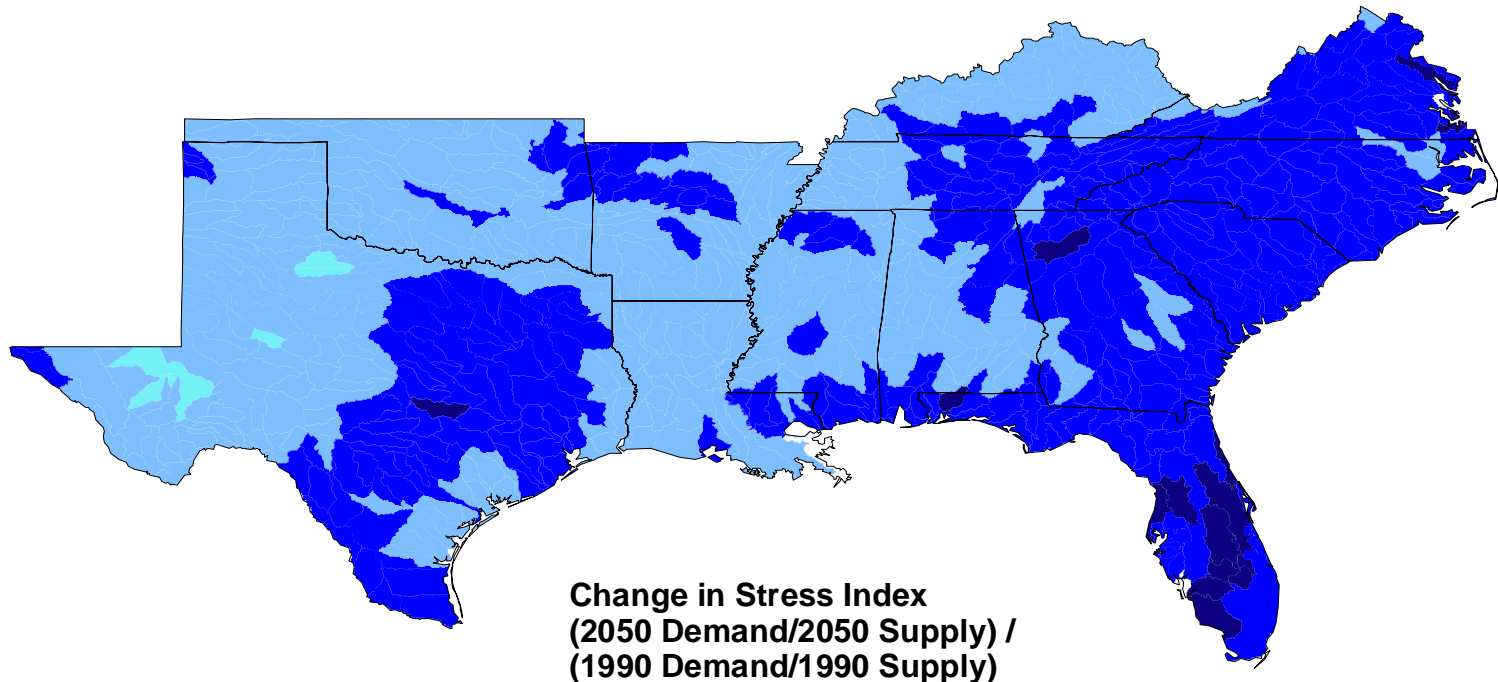 Change in Stress Index
(2050 Demand/2050 Supply) /
(1990 Demand/1990 Supply)